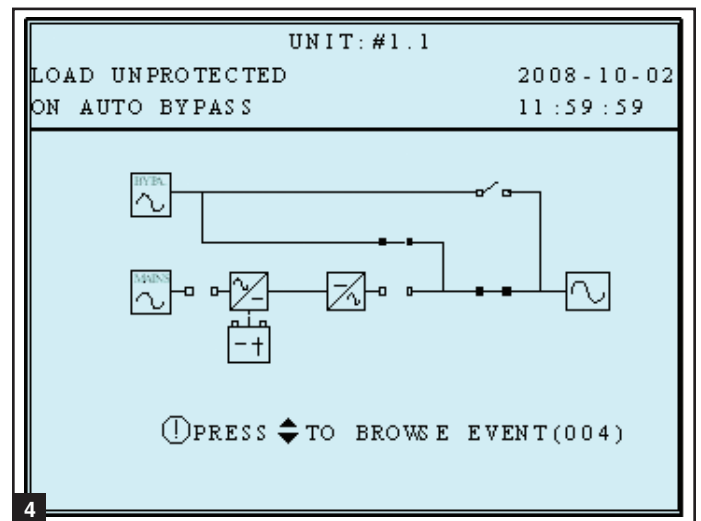 UNIT:#1.1
LOAD UNPROTECTED 2008-10-02
ON AUTO BYPASS 11:59:59
BYPA.
MAINS
PRESS TO BROWSE EVENT(004)
4